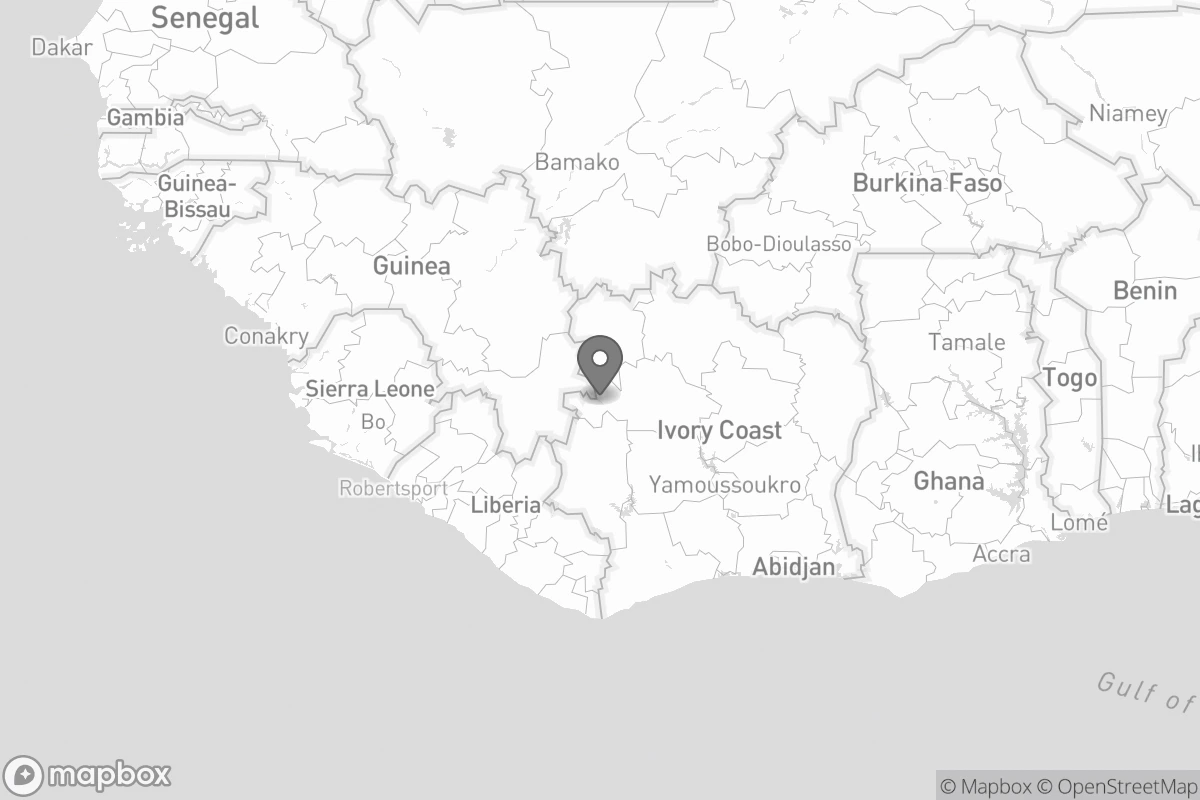 Senegal
Dakar
Gambia
Niamey
Bamako
Guinea-
Bissau
Burkina Faso
Bobo-Dioulasso
Guinea
Benin
Conakry
Tamale
Togo
Sierra Leone
Bo
Ivory Coast
Robertsport
Yamoussoukro
Ghana
Liberia
Lomé
Accra
Abidjan
Gulf of
mapbox
© Mapbox © OpenStreetMap